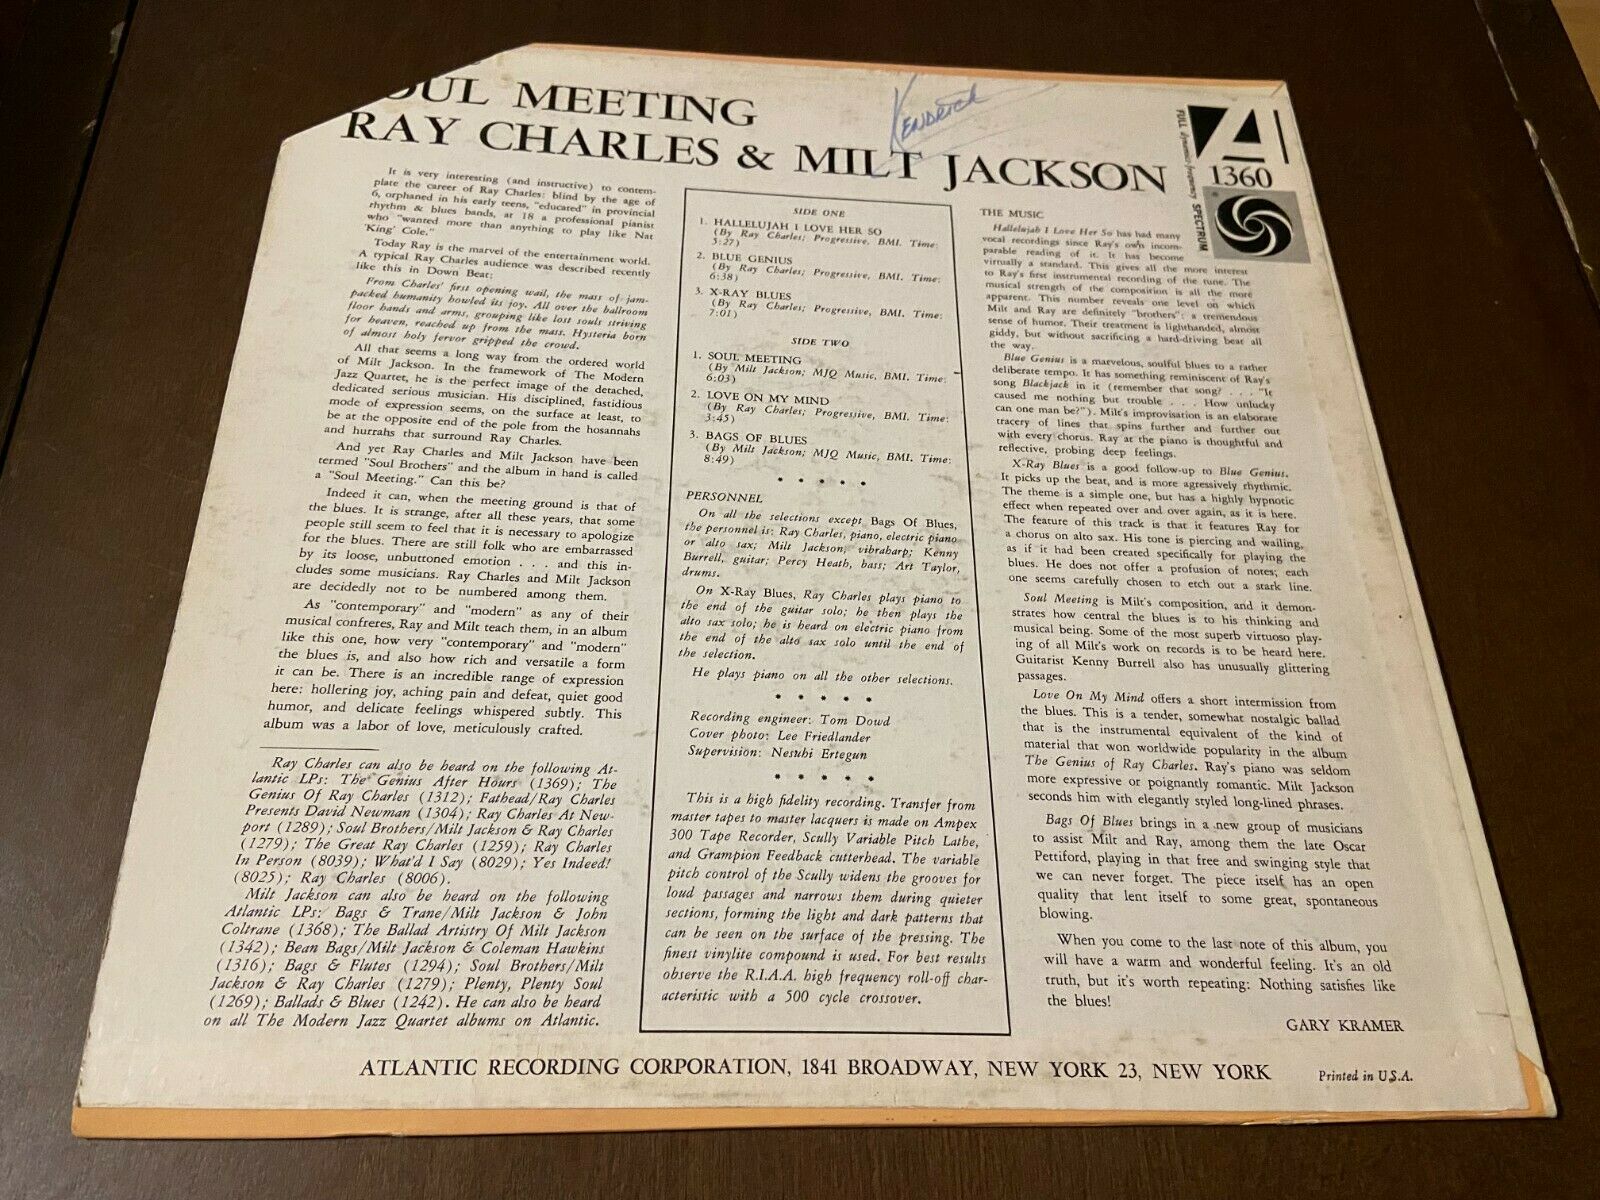 OUL MEETING
RAY CHARLES & MILT JACKSON
Kendrick
1360
FULL dynamics-frequency SPECTRUM
It is very interesting (and instructive) to contem-
plate the career of Ray Charles: blind by the age of
6, orphaned in his early teens, "educated" in provincial
rhythm & blues bands, at 18 a professional pianist
who "wanted more than anything to play like Nat
'King' Cole."
Today Ray is the marvel of the entertainment world.
A typical Ray Charles audience was described recently
like this in Down Beat:
From Charles' first opening wail, the mass of jam-
packed humanity howled its joy. All over the ballroom
floor hands and arms, grouping like lost souls striving
for heaven, reached up from the mass. Hysteria born
of almost holy fervor gripped the crowd.
All that seems a long way from the ordered world
of Milt Jackson. In the framework of The Modern
Jazz Quartet, he is the perfect image of the detached,
dedicated serious musician. His disciplined, fastidious
mode of expression seems, on the surface at least, to
be at the opposite end of the pole from the hosannahs
and hurrahs that surround Ray Charles.
And yet Ray Charles and Milt Jackson have been
termed "Soul Brothers" and the album in hand is called
a "Soul Meeting." Can this be?
Indeed it can, when the meeting ground is that of
the blues. It is strange, after all these years, that some
people still seem to feel that it is necessary to apologize
for the blues. There are still folk who are embarrassed
by its loose, unbuttoned emotion . . . and this in-
cludes some musicians. Ray Charles and Milt Jackson
are decidedly not to be numbered among them.
As "contemporary" and "modern" as any of their
musical confreres, Ray and Milt teach them, in an album
like this one, how very "contemporary" and "modern"
the blues is, and also how rich and versatile a form
it can be. There is an incredible range of expression
here: hollering joy, aching pain and defeat, quiet good
humor, and delicate feelings whispered subtly. This
album was a labor of love, meticulously crafted.
Ray Charles can also be heard on the following At-
lantic LPs: The Genius After Hours (1369); The
Genius Of Ray Charles (1312); Fathead/Ray Charles
Presents David Newman (1304); Ray Charles At New-
port (1289); Soul Brothers/Milt Jackson & Ray Charles
(1279); The Great Ray Charles (1259); Ray Charles
In Person (8039); What'd I Say (8029); Yes Indeed!
(8025); Ray Charles (8006).
Milt Jackson can also be heard on the following
Atlantic LPs: Bags & Trane/Milt Jackson & John
Coltrane (1368); The Ballad Artistry Of Milt Jackson
(1342); Bean Bags/Milt Jackson & Coleman Hawkins
(1316); Bags & Flutes (1294); Soul Brothers/Milt
Jackson & Ray Charles (1279); Plenty, Plenty Soul
(1269); Ballads & Blues (1242). He can also be heard
on all The Modern Jazz Quartet albums on Atlantic.
SIDE ONE
1. HALLELUJAH I LOVE HER SO
(By Ray Charles; Progressive, BMI. Time:
5:27)
2. BLUE GENIUS
(By Ray Charles; Progressive, BMI. Time:
6:38)
3. X-RAY BLUES
(By Ray Charles; Progressive, BMI. Time:
7:01)
SIDE TWO
1. SOUL MEETING
(By Milt Jackson; MJQ Music, BMI. Time:
6:03)
2. LOVE ON MY MIND
(By Ray Charles; Progressive, BMI. Time:
3:45)
3. BAGS OF BLUES
(By Milt Jackson; MJQ Music, BMI. Time:
8:49)
* * * * *
PERSONNEL
On all the selections except Bags Of Blues,
the personnel is: Ray Charles, piano, electric piano
or alto sax; Milt Jackson, vibraharp; Kenny
Burrell, guitar; Percy Heath, bass; Art Taylor,
drums.
On X-Ray Blues, Ray Charles plays piano to
the end of the guitar solo; he then plays the
alto sax solo; he is heard on electric piano from
the end of the alto sax solo until the end of
the selection.
He plays piano on all the other selections.
* * * * *
Recording engineer: Tom Dowd
Cover photo: Lee Friedlander
Supervision: Nesuhi Ertegun
* * * * *
This is a high fidelity recording. Transfer from
master tapes to master lacquers is made on Ampex
300 Tape Recorder, Scully Variable Pitch Lathe,
and Grampion Feedback cutterhead. The variable
pitch control of the Scully widens the grooves for
loud passages and narrows them during quieter
sections, forming the light and dark patterns that
can be seen on the surface of the pressing. The
finest vinylite compound is used. For best results
observe the R.I.A.A. high frequency roll-off char-
acteristic with a 500 cycle crossover.
THE MUSIC
Hallelujah I Love Her So has had many
vocal recordings since Ray's own incom-
parable reading of it. It has become
virtually a standard. This gives all the more interest
to Ray's first instrumental recording of the tune. The
musical strength of the composition is all the more
apparent. This number reveals one level on which
Milt and Ray are definitely "brothers": a tremendous
sense of humor. Their treatment is lighthanded, almost
giddy, but without sacrificing a hard-driving beat all
the way.
Blue Genius is a marvelous, soulful blues to a rather
deliberate tempo. It has something reminiscent of Ray's
song Blackjack in it (remember that song? . . . "It
caused me nothing but trouble . . . How unlucky
can one man be?"). Milt's improvisation is an elaborate
tracery of lines that spins further and further out
with every chorus. Ray at the piano is thoughtful and
reflective, probing deep feelings.
X-Ray Blues is a good follow-up to Blue Genius.
It picks up the beat, and is more agressively rhythmic.
The theme is a simple one, but has a highly hypnotic
effect when repeated over and over again, as it is here.
The feature of this track is that it features Ray for
a chorus on alto sax. His tone is piercing and wailing,
as if it had been created specifically for playing the
blues. He does not offer a profusion of notes; each
one seems carefully chosen to etch out a stark line.
Soul Meeting is Milt's composition, and it demon-
strates how central the blues is to his thinking and
musical being. Some of the most superb virtuoso play-
ing of all Milt's work on records is to be heard here.
Guitarist Kenny Burrell also has unusually glittering
passages.
Love On My Mind offers a short intermission from
the blues. This is a tender, somewhat nostalgic ballad
that is the instrumental equivalent of the kind of
material that won worldwide popularity in the album
The Genius of Ray Charles. Ray's piano was seldom
more expressive or poignantly romantic. Milt Jackson
seconds him with elegantly styled long-lined phrases.
Bags Of Blues brings in a new group of musicians
to assist Milt and Ray, among them the late Oscar
Pettiford, playing in that free and swinging style that
we can never forget. The piece itself has an open
quality that lent itself to some great, spontaneous
blowing.
When you come to the last note of this album, you
will have a warm and wonderful feeling. It's an old
truth, but it's worth repeating: Nothing satisfies like
the blues!
GARY KRAMER
ATLANTIC RECORDING CORPORATION, 1841 BROADWAY, NEW YORK 23, NEW YORK
Printed in U.S.A.